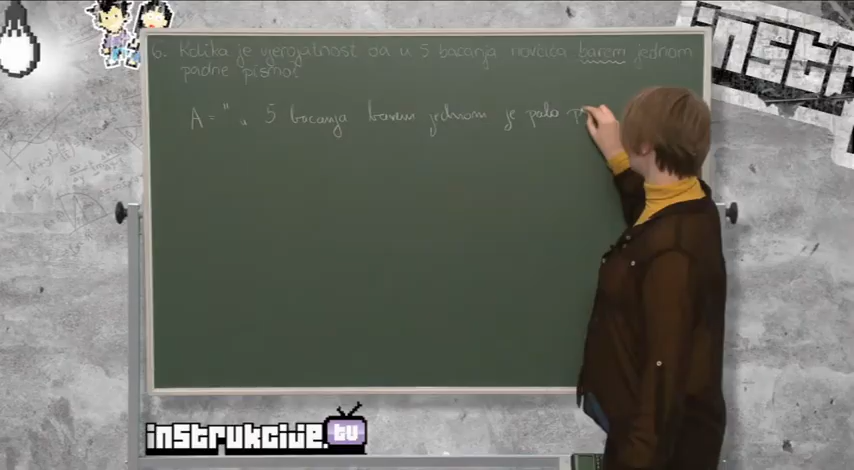 6. Kolika je vjerojatnost da u 5 bacanja novčića barem jednom
padne pismo?
A = " u 5 bacanja barem jednom je palo p
instrukcije.tv